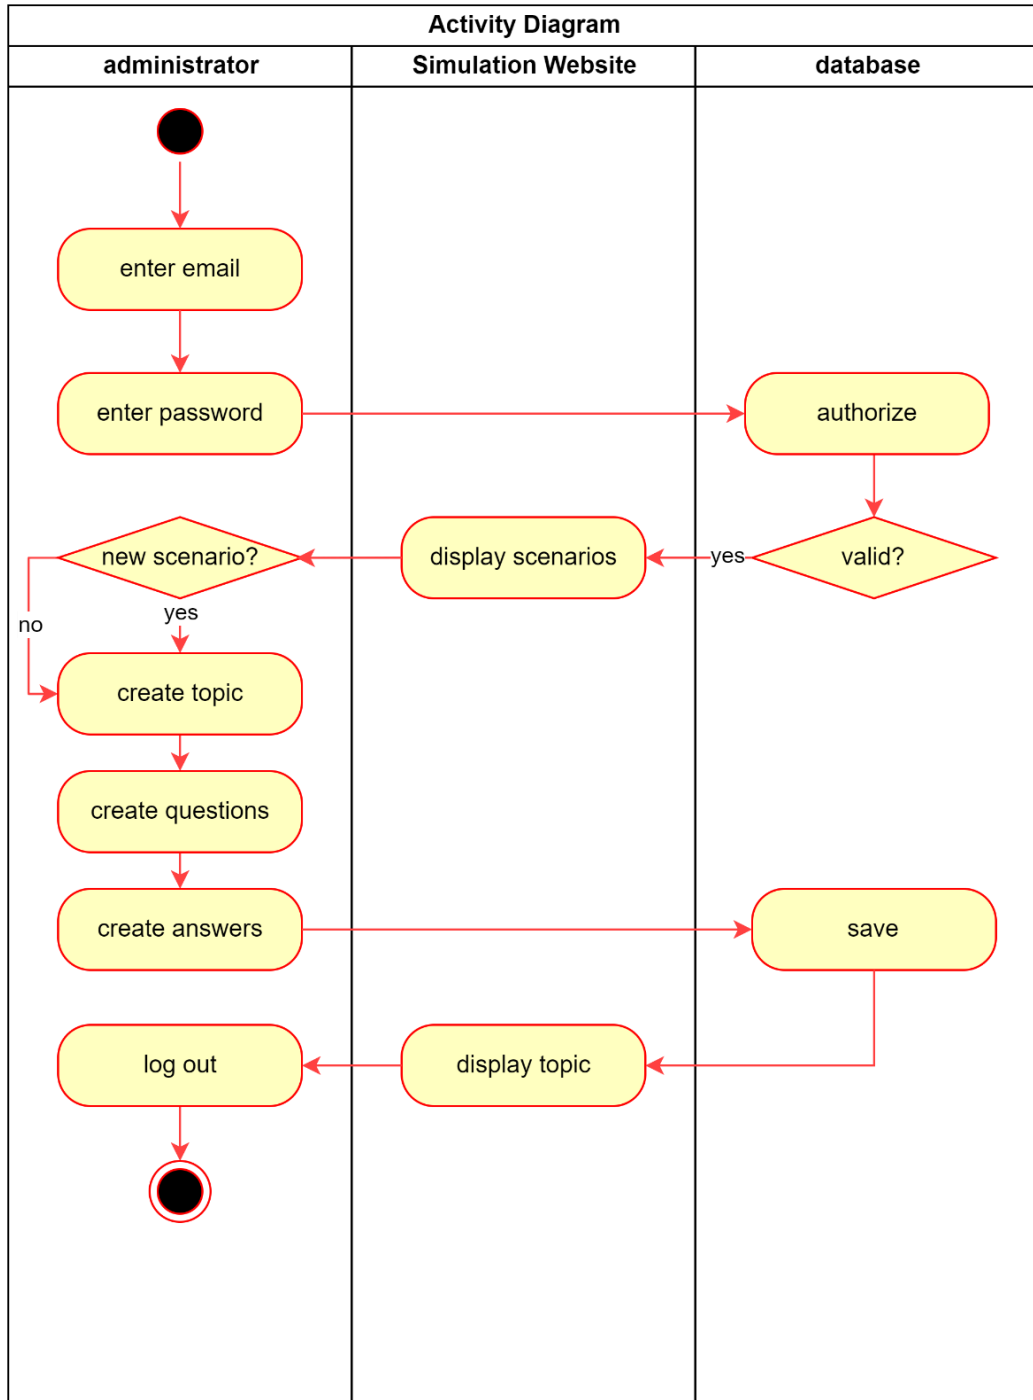 Activity Diagram
administrator
Simulation Website
database
enter email
enter password
authorize
new scenario?
display scenarios
yes
valid?
no
yes
create topic
create questions
create answers
save
log out
display topic